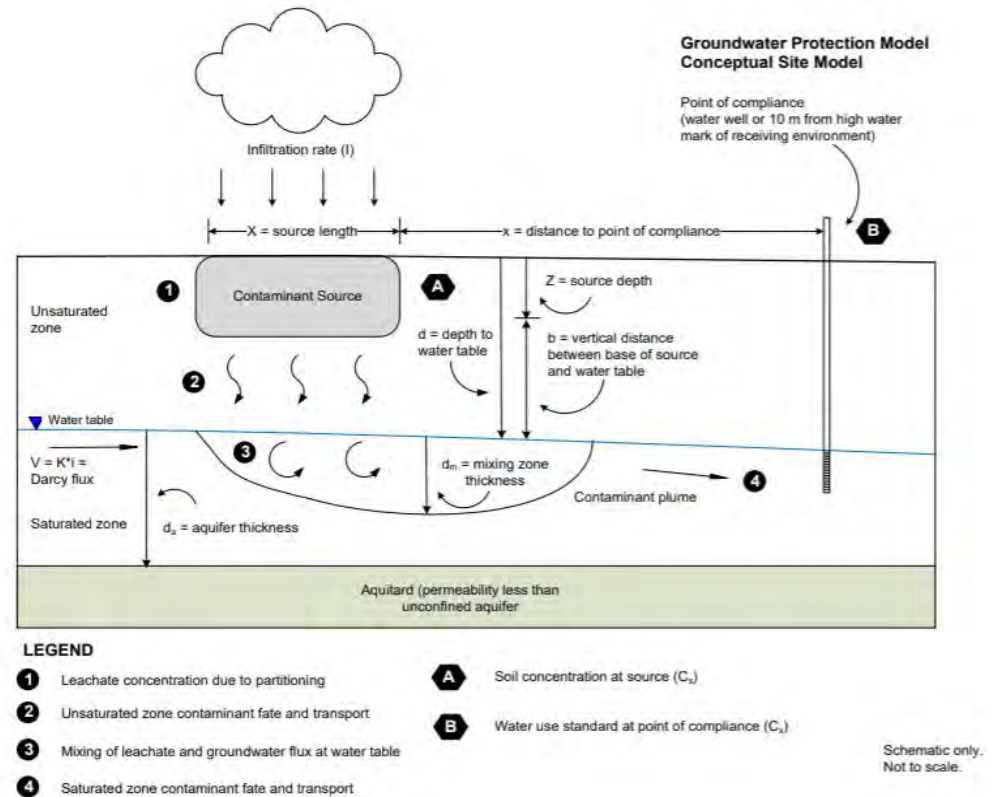 Groundwater Protection Model
Conceptual Site Model
Point of compliance
(water well or 10 m from high water
mark of receiving environment)
Infiltration rate (I)
X = source length
x = distance to point of compliance
B
1
Contaminant Source
A
Z = source depth
Unsaturated
zone
d = depth to
water table
b = vertical distance
between base of source
and water table
2
Water table
3
V = K*i =
Darcy flux
dm = mixing zone
thickness
Contaminant plume
4
Saturated zone
da = aquifer thickness
Aquitard (permeability less than
unconfined aquifer
LEGEND
1 Leachate concentration due to partitioning
2 Unsaturated zone contaminant fate and transport
3 Mixing of leachate and groundwater flux at water table
4 Saturated zone contaminant fate and transport
A Soil concentration at source (Cs)
B Water use standard at point of compliance (Cx)
Schematic only.
Not to scale.